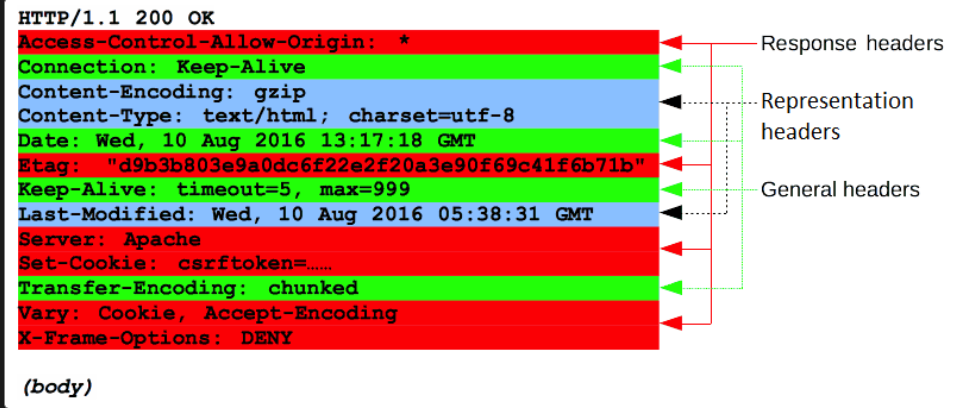 HTTP/1.1 200 OK
Access-Control-Allow-Origin: *
Connection: Keep-Alive
Content-Encoding: gzip
Content-Type: text/html; charset=utf-8
Date: Wed, 10 Aug 2016 13:17:18 GMT
Etag: "d9b3b803e9a0dc6f22e2f20a3e90f69c41f6b71b"
Keep-Alive: timeout=5, max=999
Last-Modified: Wed, 10 Aug 2016 05:38:31 GMT
Server: Apache
Set-Cookie: csrftoken=……
Transfer-Encoding: chunked
Vary: Cookie, Accept-Encoding
X-Frame-Options: DENY
(body)
Response headers
Representation
headers
General headers